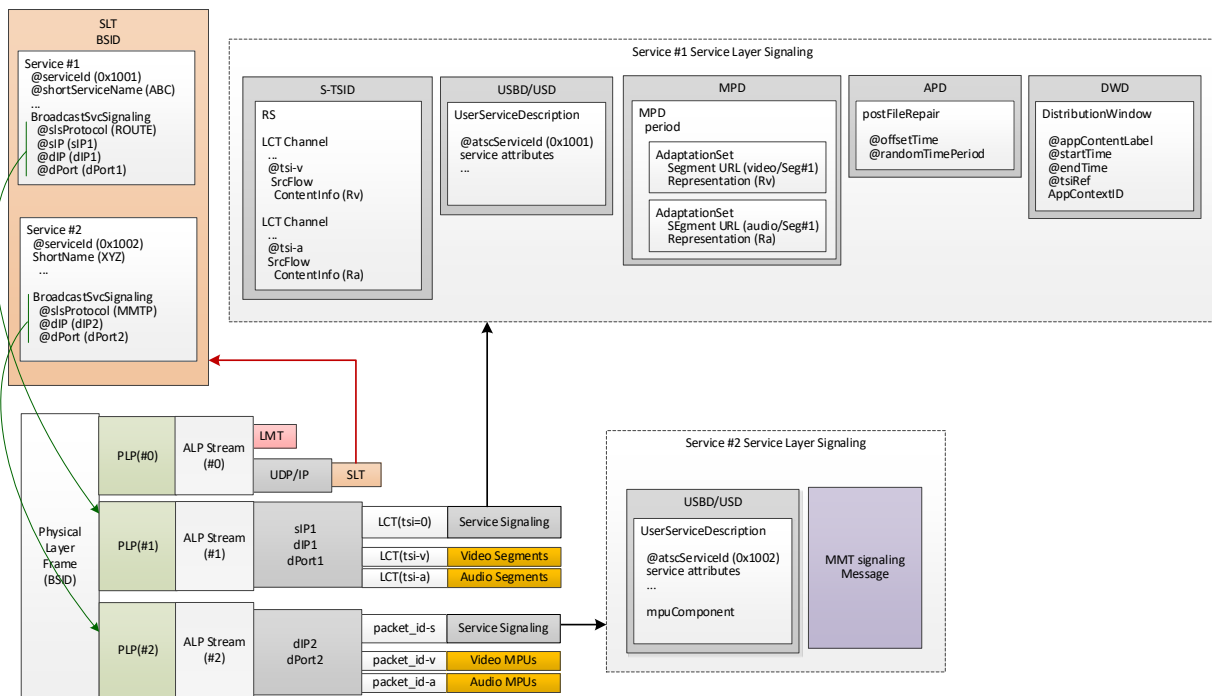 SLT
BSID
Service #1
@serviceId (0x1001)
@shortServiceName (ABC)
...
BroadcastSvcSignaling
@slsProtocol (ROUTE)
@sIP (sIP1)
@dIP (dIP1)
@dPort (dPort1)
Service #2
@serviceId (0x1002)
ShortName (XYZ)
...
BroadcastSvcSignaling
@slsProtocol (MMTP)
@dIP (dIP2)
@dPort (dPort2)
Service #1 Service Layer Signaling
S-TSID
RS
LCT Channel
...
@tsi-v
SrcFlow
ContentInfo (Rv)
LCT Channel
...
@tsi-a
SrcFlow
ContentInfo (Ra)
USBD/USD
UserServiceDescription
@atscServiceId (0x1001)
service attributes
...
MPD
MPD
period
AdaptationSet
Segment URL (video/Seg#1)
Representation (Rv)
AdaptationSet
SEgment URL (audio/Seg#1)
Representation (Ra)
APD
postFileRepair
@offsetTime
@randomTimePeriod
DWD
DistributionWindow
@appContentLabel
@startTime
@endTime
@tsiRef
AppContextID
Physical
Layer
Frame
(BSID)
PLP(#0)
ALP Stream
(#0)
LMT
UDP/IP
SLT
PLP(#1)
ALP Stream
(#1)
sIP1
dIP1
dPort1
LCT(tsi=0)
Service Signaling
LCT(tsi-v)
Video Segments
LCT(tsi-a)
Audio Segments
PLP(#2)
ALP Stream
(#2)
dIP2
dPort2
packet_id-s
Service Signaling
packet_id-v
Video MPUs
packet_id-a
Audio MPUs
Service #2 Service Layer Signaling
USBD/USD
UserServiceDescription
@atscServiceId (0x1002)
service attributes
...
mpuComponent
MMT signaling
Message